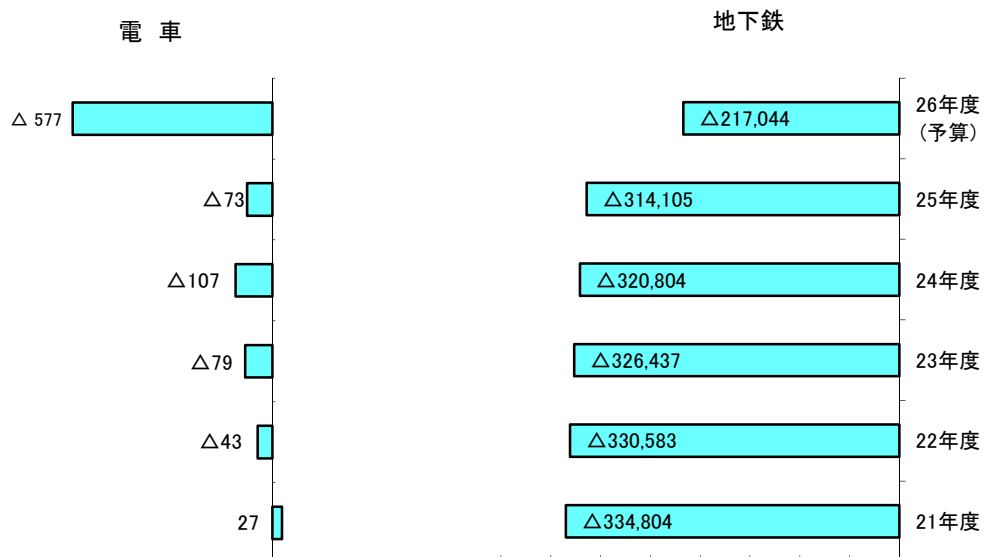 電 車
地下鉄
△ 577
△217,044
26年度
（予算）
△73
△314,105
25年度
△107
△320,804
24年度
△79
△326,437
23年度
△43
△330,583
22年度
27
△334,804
21年度